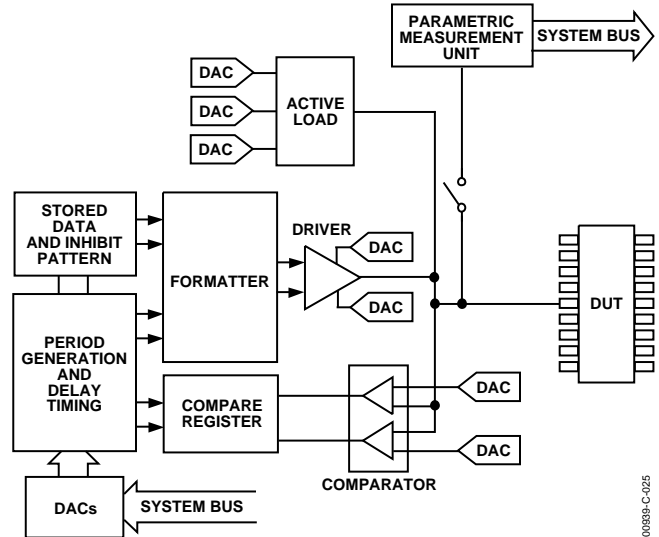 PARAMETRIC
MEASUREMENT
UNIT
SYSTEM BUS
DAC
DAC
DAC
ACTIVE
LOAD
STORED
DATA
AND INHIBIT
PATTERN
FORMATTER
DRIVER
DAC
DAC
DUT
PERIOD
GENERATION
AND
DELAY
TIMING
COMPARE
REGISTER
DAC
DAC
COMPARATOR
DACs
SYSTEM BUS
00939-C-025